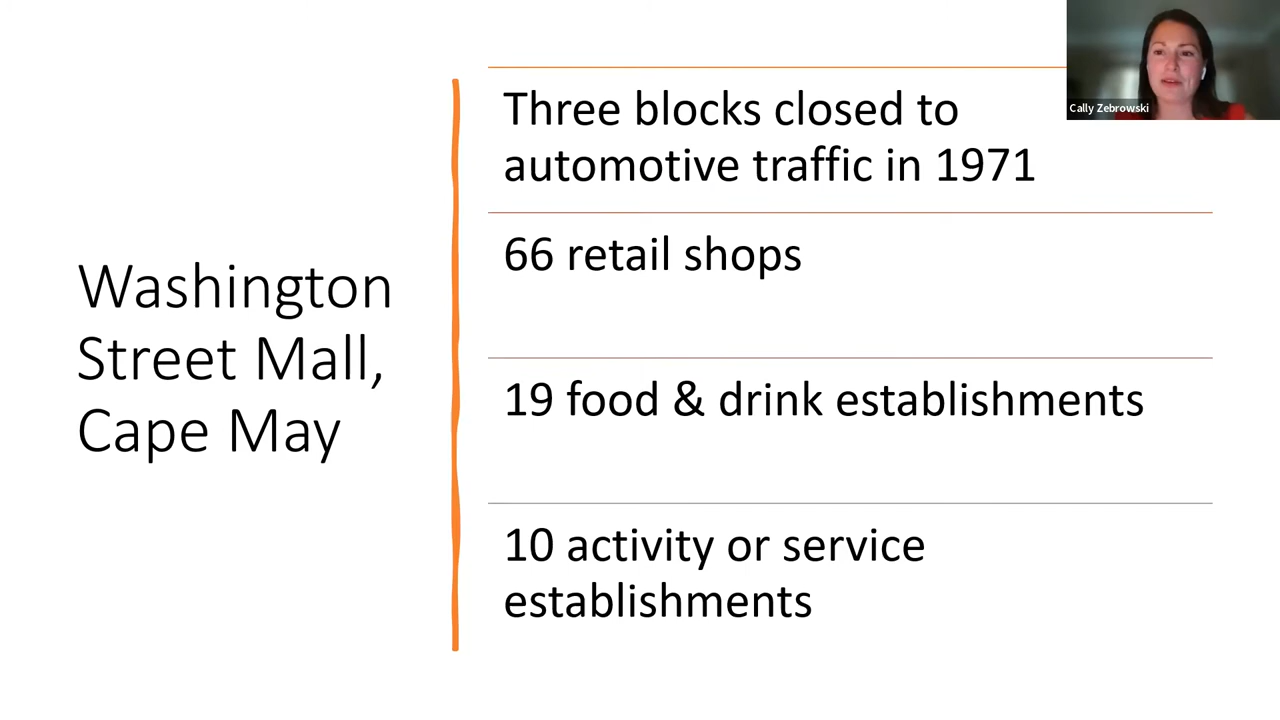 Washington
Street Mall,
Cape May
Three blocks closed to
automotive traffic in 1971
66 retail shops
19 food & drink establishments
10 activity or service
establishments
Cally Zebrowski